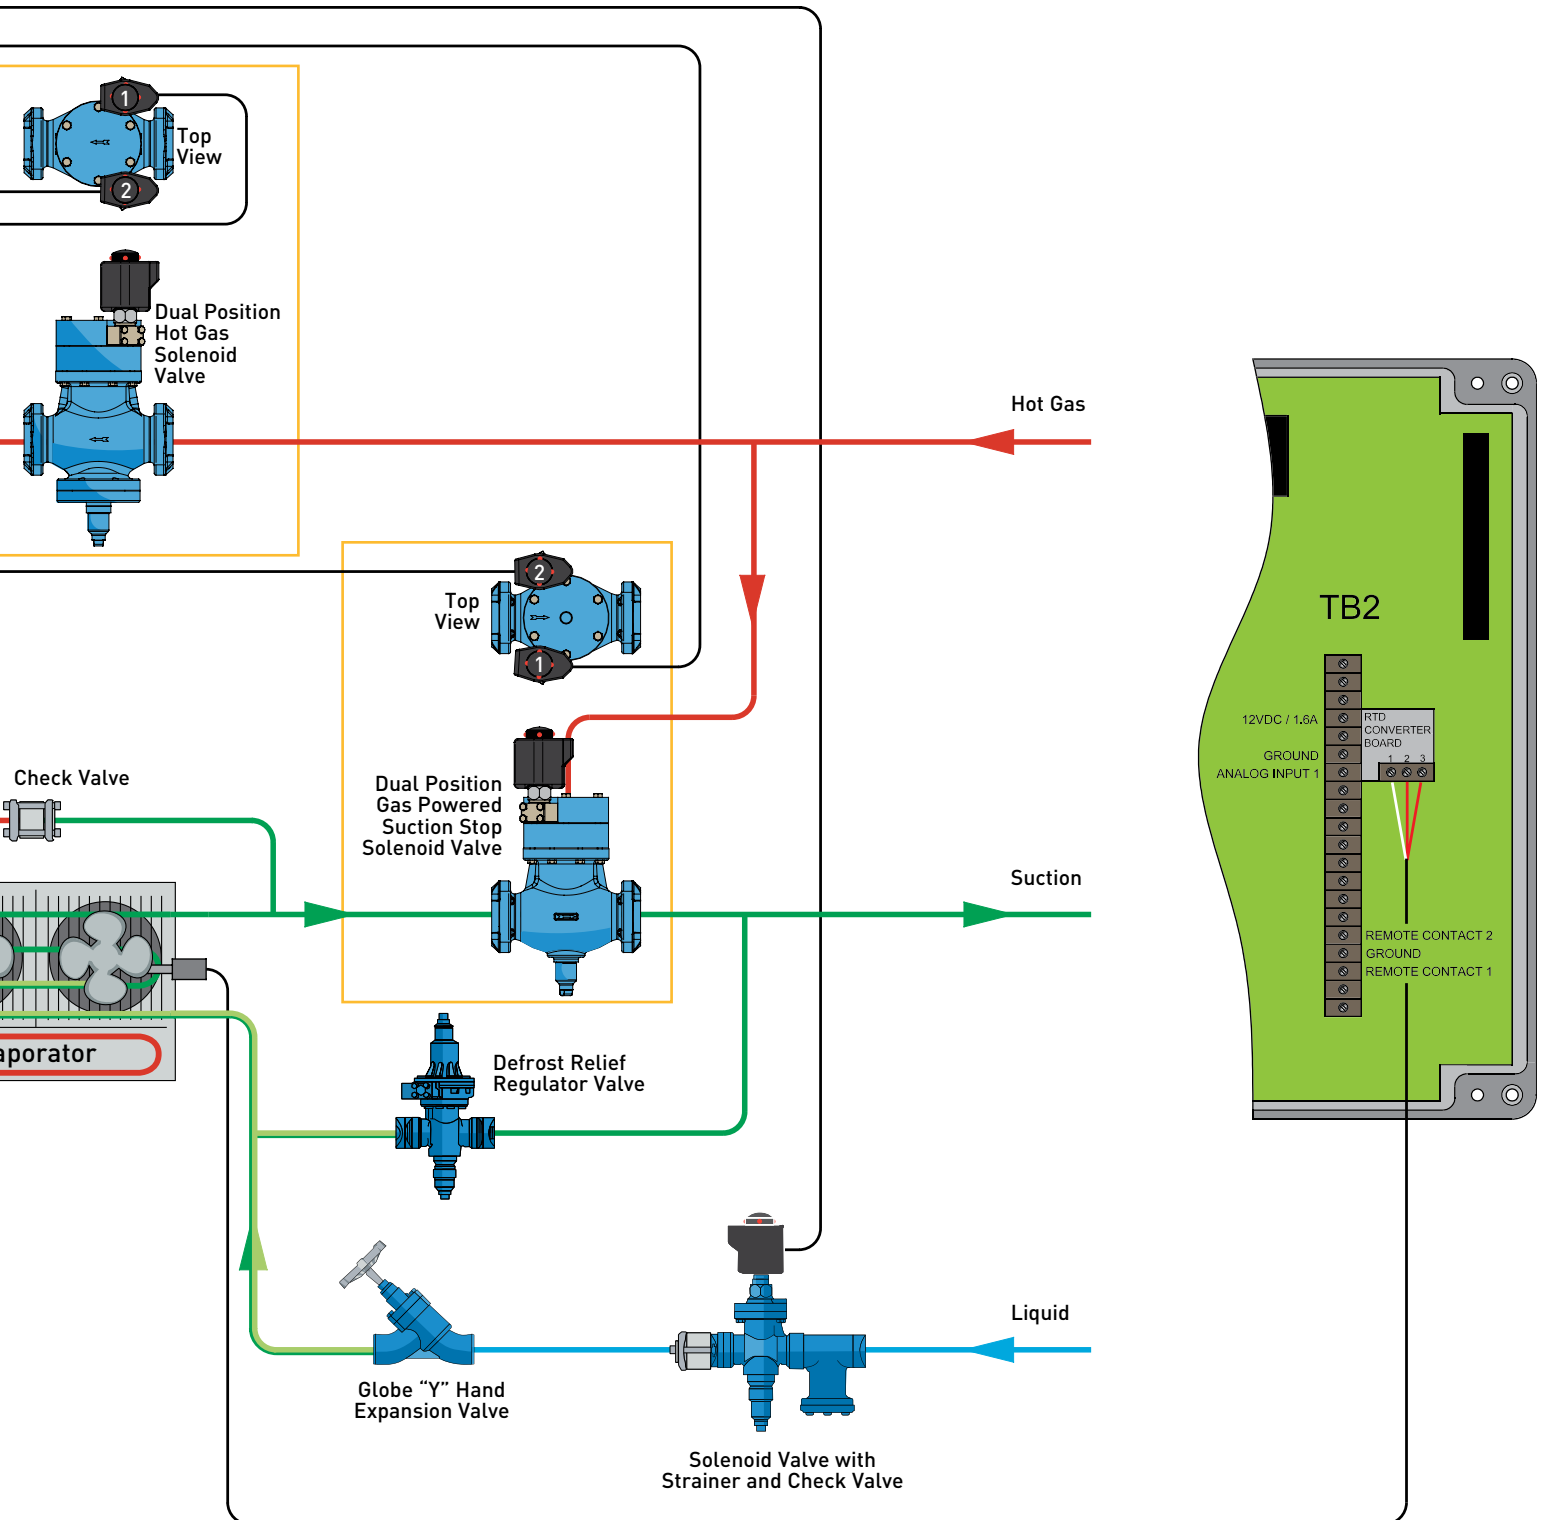 1
Top
View
2
Dual Position
Hot Gas
Solenoid
Valve
Hot Gas
2
Top
View
1
TB2
12VDC / 1.6A
RTD
CONVERTER
BOARD
GROUND
1 2 3
ANALOG INPUT 1
Check Valve
Dual Position
Gas Powered
Suction Stop
Solenoid Valve
Suction
REMOTE CONTACT 2
GROUND
REMOTE CONTACT 1
aporator
Defrost Relief
Regulator Valve
Liquid
Globe “Y” Hand
Expansion Valve
Solenoid Valve with
Strainer and Check Valve